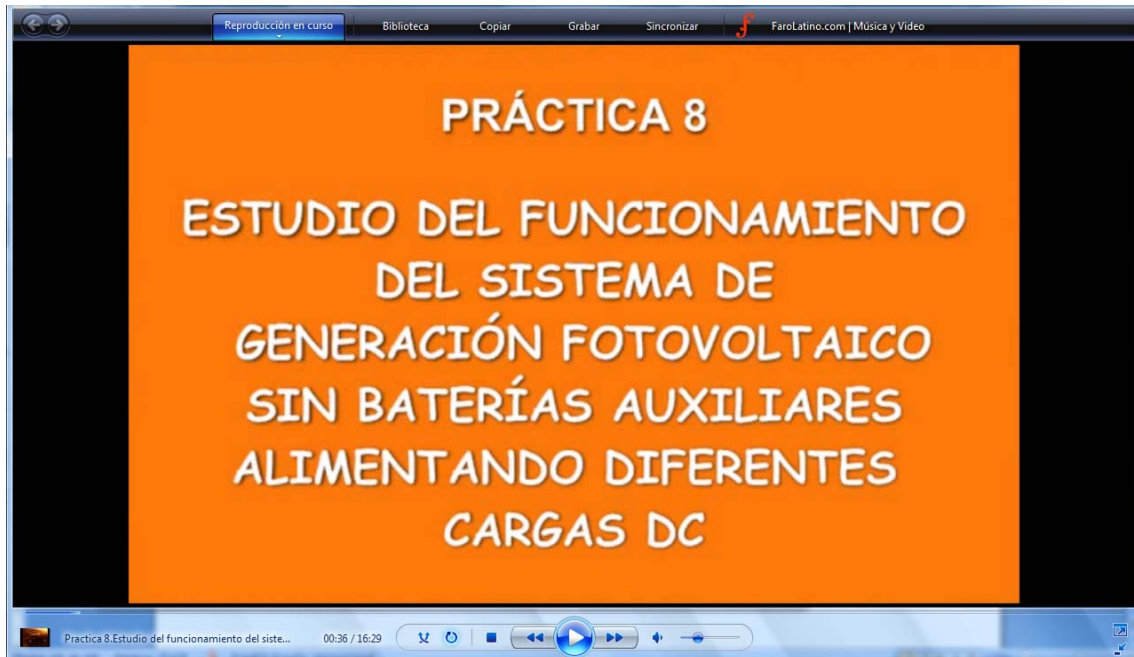 Reproducción en curso Biblioteca Copiar Grabar Sincronizar FaroLatino.com | Música y Video
PRÁCTICA 8
ESTUDIO DEL FUNCIONAMIENTO
DEL SISTEMA DE
GENERACIÓN FOTOVOLTAICO
SIN BATERÍAS AUXILIARES
ALIMENTANDO DIFERENTES
CARGAS DC
Practica 8.Estudio del funcionamiento del siste... 00:36 / 16:29